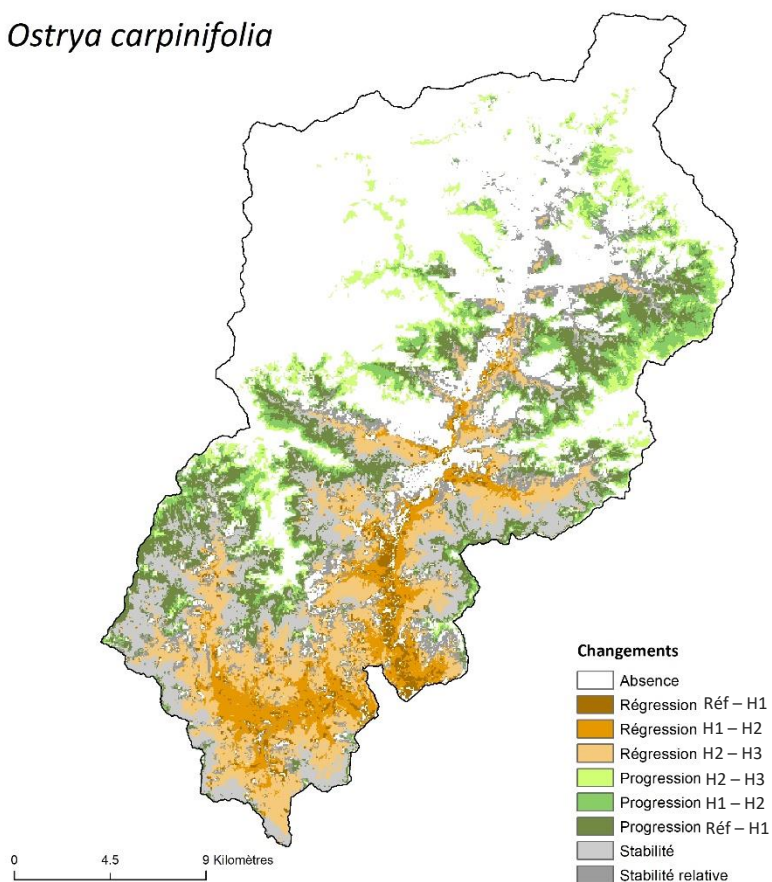 Ostrya carpinifolia
Changements
Absence
Régression Réf – H1
Régression H1 – H2
Régression H2 – H3
Progression H2 – H3
Progression H1 – H2
Progression Réf – H1
Stabilité
Stabilité relative
0 4.5 9 Kilomètres